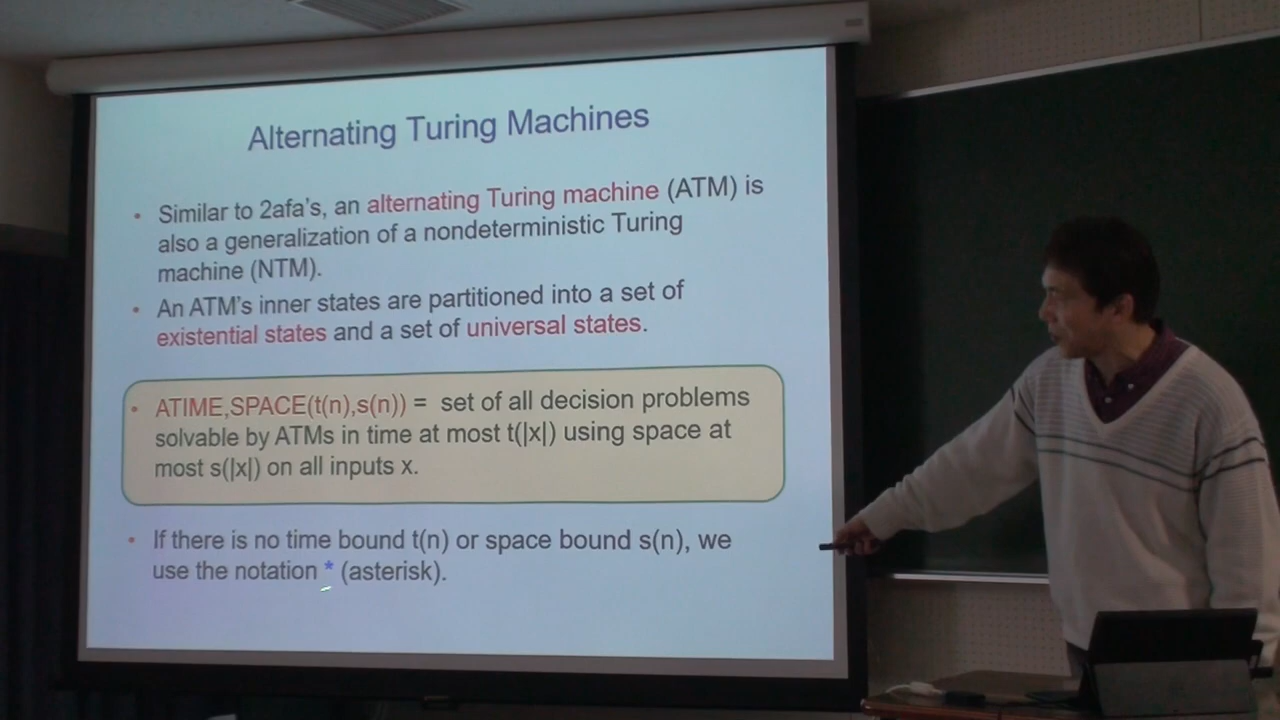 Alternating Turing Machines
• Similar to 2afa's, an alternating Turing machine (ATM) is
also a generalization of a nondeterministic Turing
machine (NTM).
• An ATM's inner states are partitioned into a set of
existential states and a set of universal states.
• ATIME,SPACE(t(n),s(n)) = set of all decision problems
solvable by ATMs in time at most t(|x|) using space at
most s(|x|) on all inputs x.
• If there is no time bound t(n) or space bound s(n), we
use the notation * (asterisk).